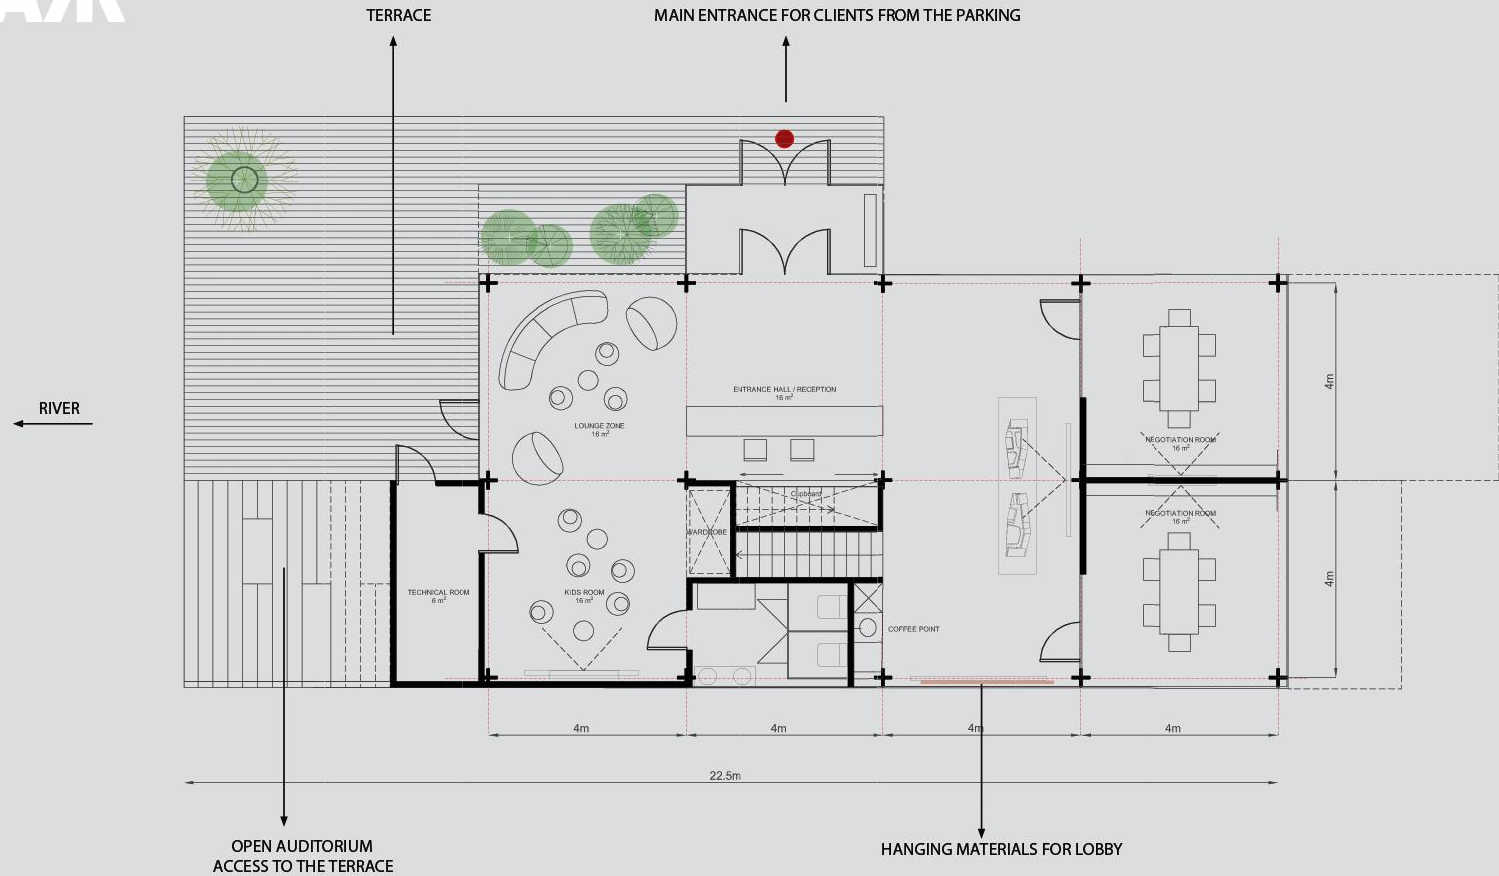 TERRACE
MAIN ENTRANCE FOR CLIENTS FROM THE PARKING
RIVER
ENTRANCE HALL / RECEPTION
16 m²
LOUNGE ZONE
16 m²
4m
NEGOTIATION ROOM
16 m²
Cupboard
WARDROBE
NEGOTIATION ROOM
16 m²
TECHNICAL ROOM
6 m²
KIDS ROOM
16 m²
4m
COFFEE POINT
4m
4m
4m
4m
22.5m
OPEN AUDITORIUM
ACCESS TO THE TERRACE
HANGING MATERIALS FOR LOBBY